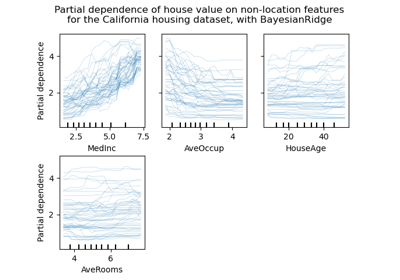 Partial dependence of house value on non-location features
for the California housing dataset, with BayesianRidge
Partial dependence
4
2
2.5 5.0 7.5
MedInc
2 3 4
AveOccup
20 40
HouseAge
Partial dependence
4
2
4 6
AveRooms